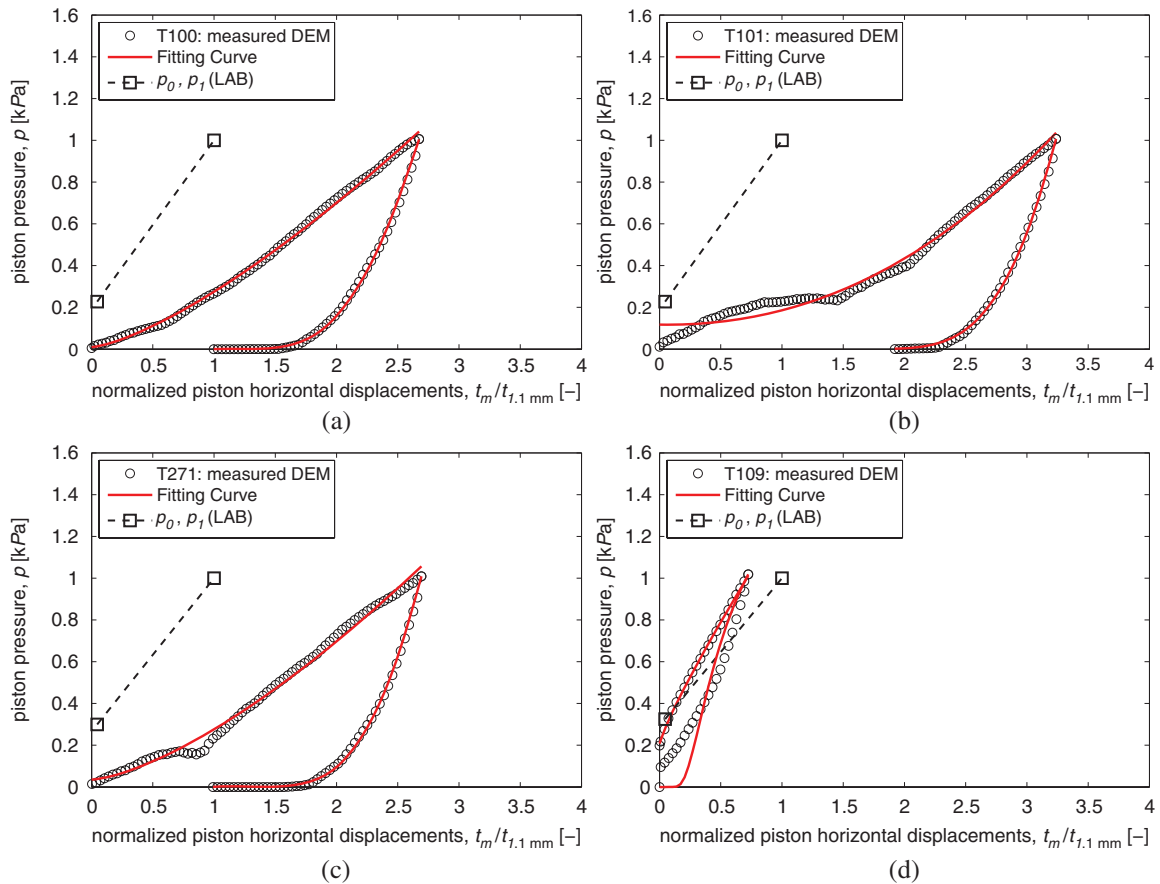 1.6
1.4
1.2
1
0.8
0.6
0.4
0.2
0
piston pressure, p [kPa]
T100: measured DEM
Fitting Curve
p0 , p1 (LAB)
0 0.5 1 1.5 2 2.5 3 3.5 4
normalized piston horizontal displacements, tm/t1.1 mm [–]
(a)
1.6
1.4
1.2
1
0.8
0.6
0.4
0.2
0
piston pressure, p [kPa]
T101: measured DEM
Fitting Curve
p0 , p1 (LAB)
0 0.5 1 1.5 2 2.5 3 3.5 4
normalized piston horizontal displacements, tm/t1.1 mm [–]
(b)
1.6
1.4
1.2
1
0.8
0.6
0.4
0.2
0
piston pressure, p [kPa]
T271: measured DEM
Fitting Curve
p0 , p1 (LAB)
0 0.5 1 1.5 2 2.5 3 3.5 4
normalized piston horizontal displacements, tm/t1.1 mm [–]
(c)
1.6
1.4
1.2
1
0.8
0.6
0.4
0.2
0
piston pressure, p [kPa]
T109: measured DEM
Fitting Curve
p0 , p1 (LAB)
0 0.5 1 1.5 2 2.5 3 3.5 4
normalized piston horizontal displacements, tm/t1.1 mm [–]
(d)